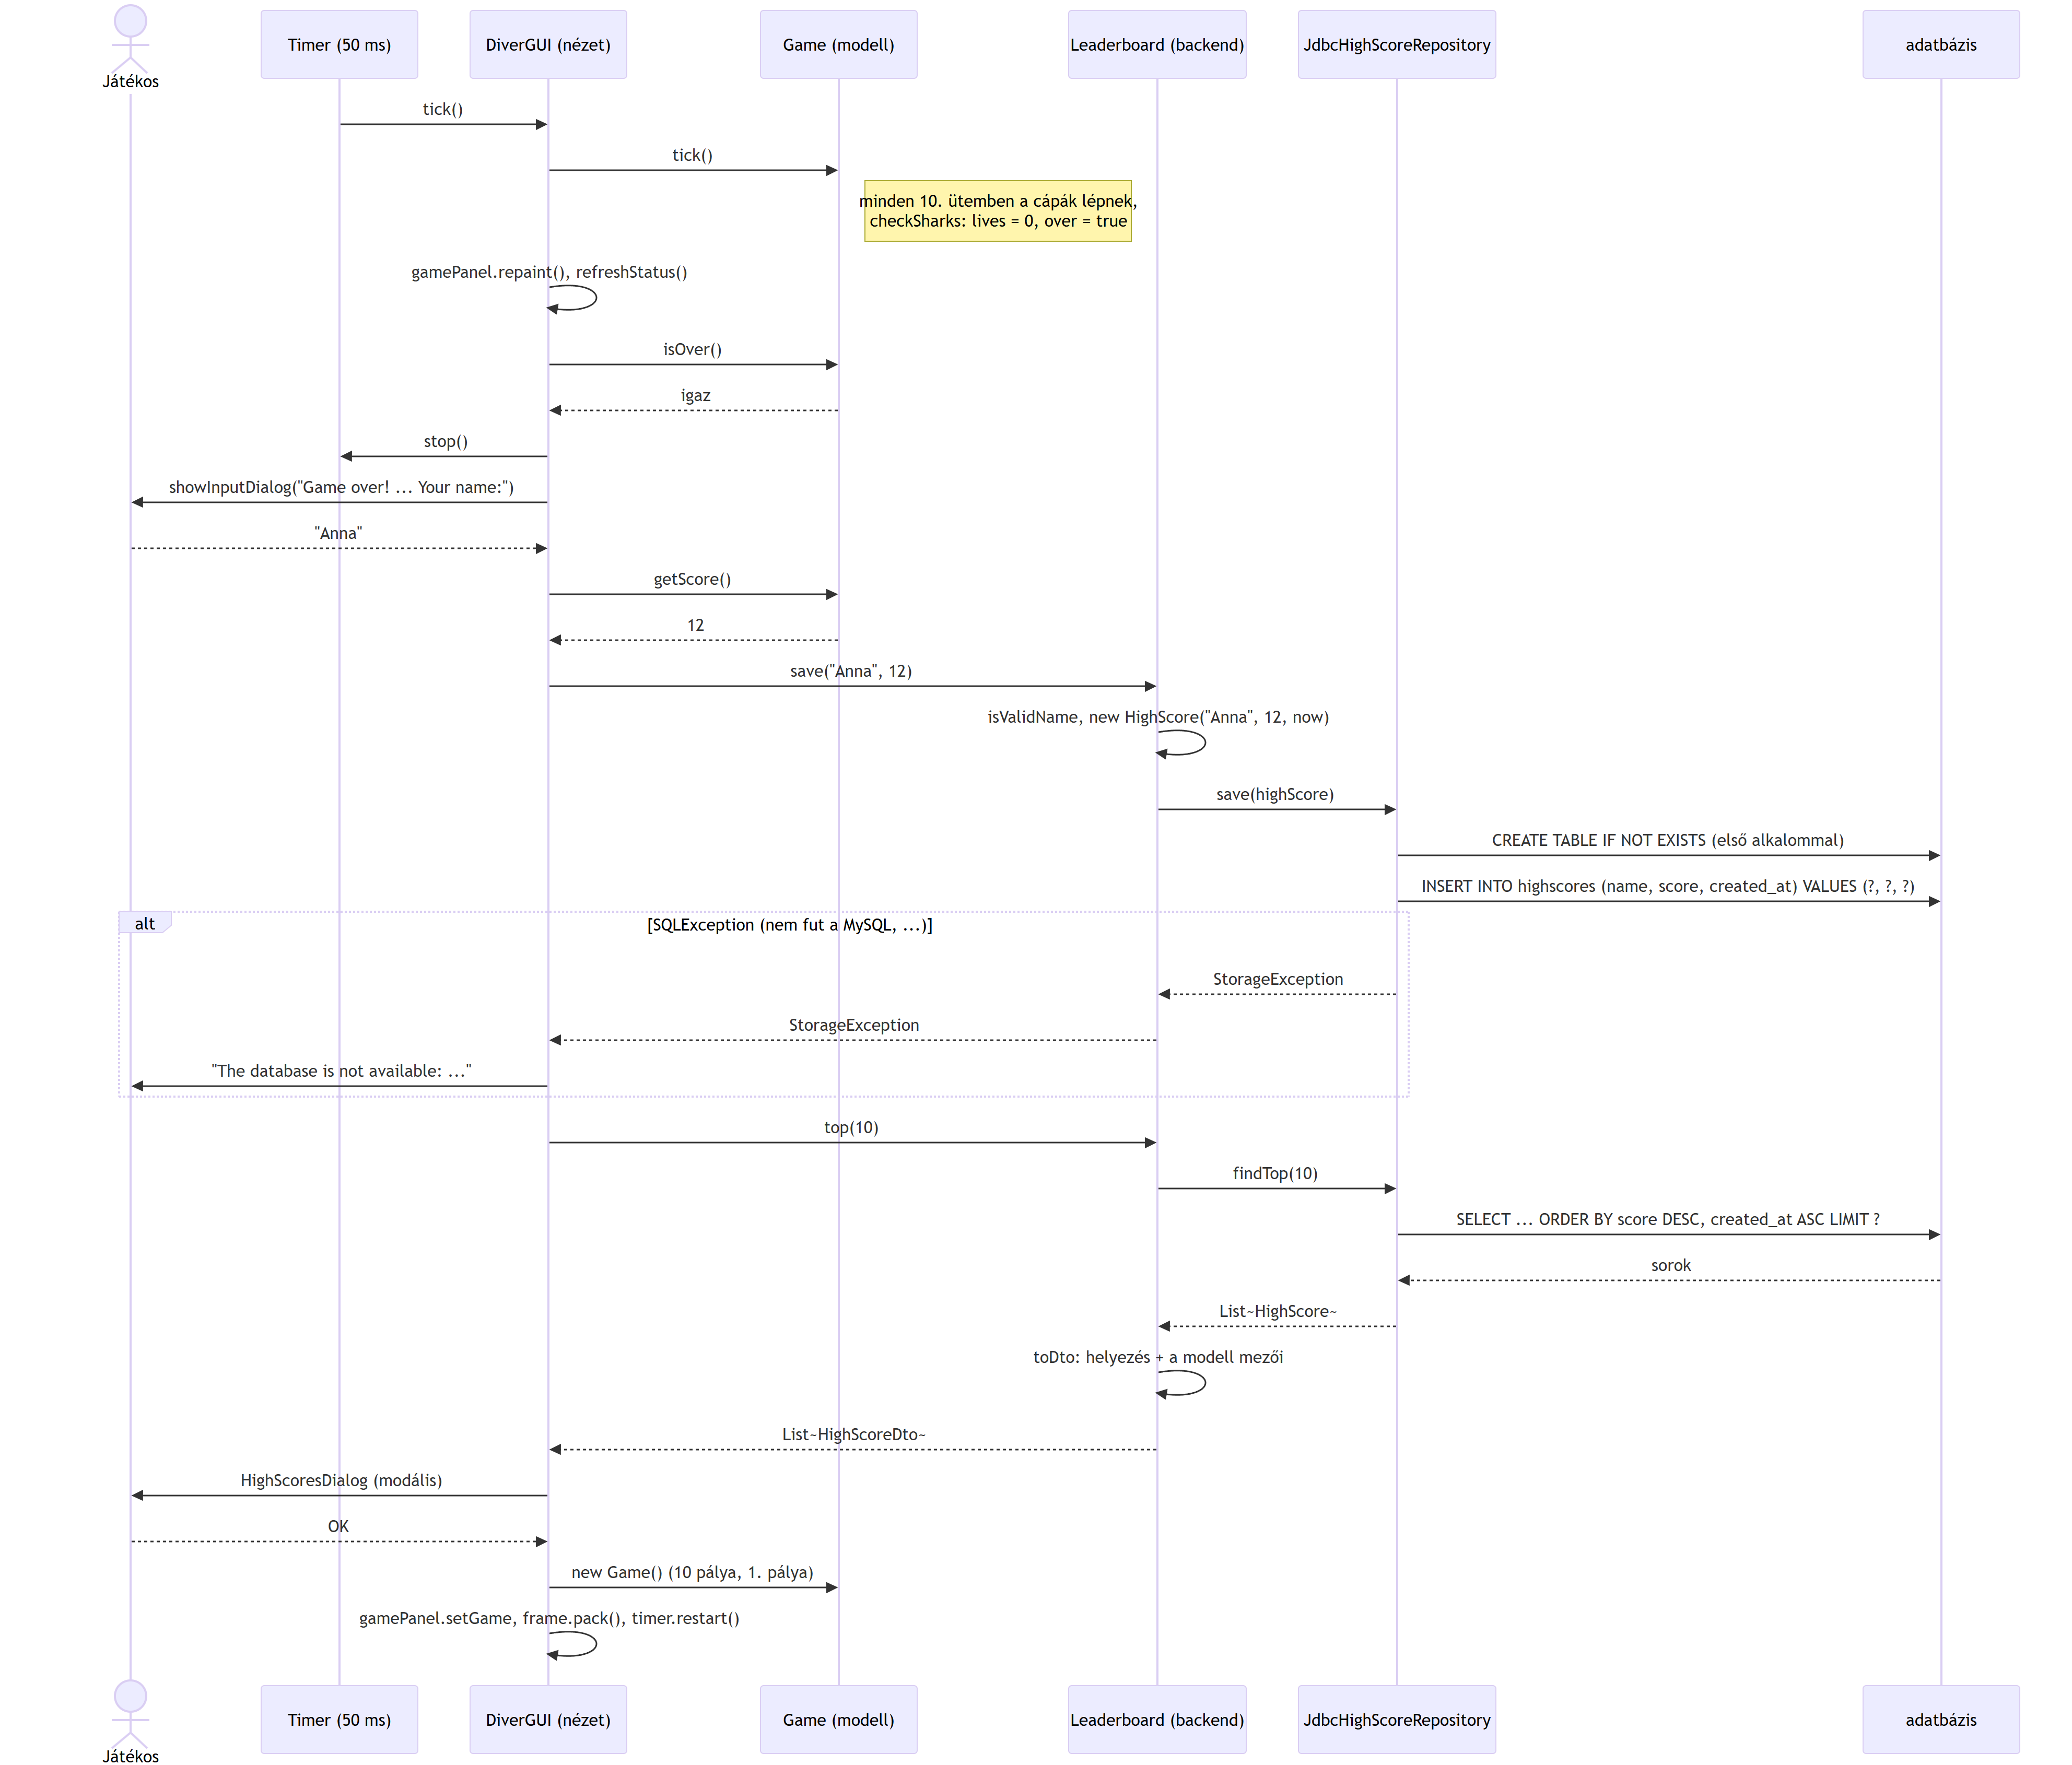 Játékos
Timer (50 ms)
DiverGUI (nézet)
Game (modell)
Leaderboard (backend)
JdbcHighScoreRepository
adatbázis
tick()
tick()
minden 10. ütemben a cápák lépnek,
checkSharks: lives = 0, over = true
gamePanel.repaint(), refreshStatus()
isOver()
igaz
stop()
showInputDialog("Game over! ... Your name:")
"Anna"
getScore()
12
save("Anna", 12)
isValidName, new HighScore("Anna", 12, now)
save(highScore)
CREATE TABLE IF NOT EXISTS (első alkalommal)
INSERT INTO highscores (name, score, created_at) VALUES (?, ?, ?)
alt
[SQLException (nem fut a MySQL, ...)]
StorageException
StorageException
"The database is not available: ..."
top(10)
findTop(10)
SELECT ... ORDER BY score DESC, created_at ASC LIMIT ?
sorok
List~HighScore~
toDto: helyezés + a modell mezői
List~HighScoreDto~
HighScoresDialog (modális)
OK
new Game() (10 pálya, 1. pálya)
gamePanel.setGame, frame.pack(), timer.restart()
Játékos
Timer (50 ms)
DiverGUI (nézet)
Game (modell)
Leaderboard (backend)
JdbcHighScoreRepository
adatbázis